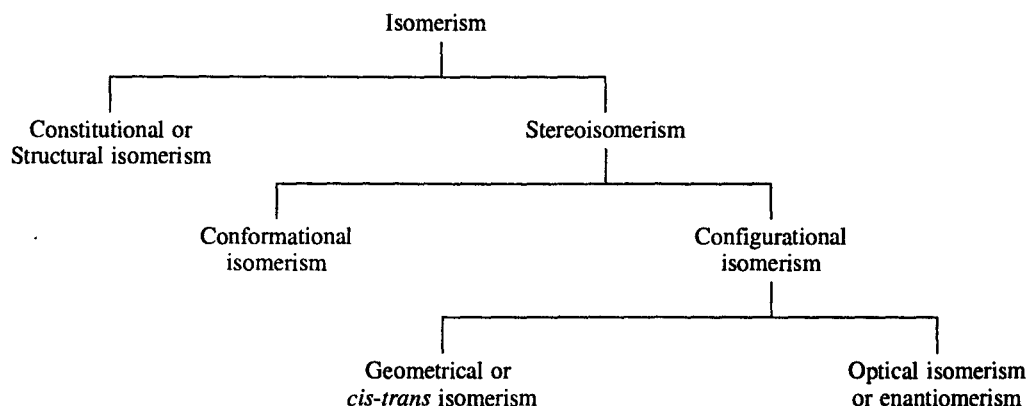 Isomerism
Constitutional or
Structural isomerism
Stereoisomerism
Conformational
isomerism
Configurational
isomerism
Geometrical or
cis-trans isomerism
Optical isomerism
or enantiomerism